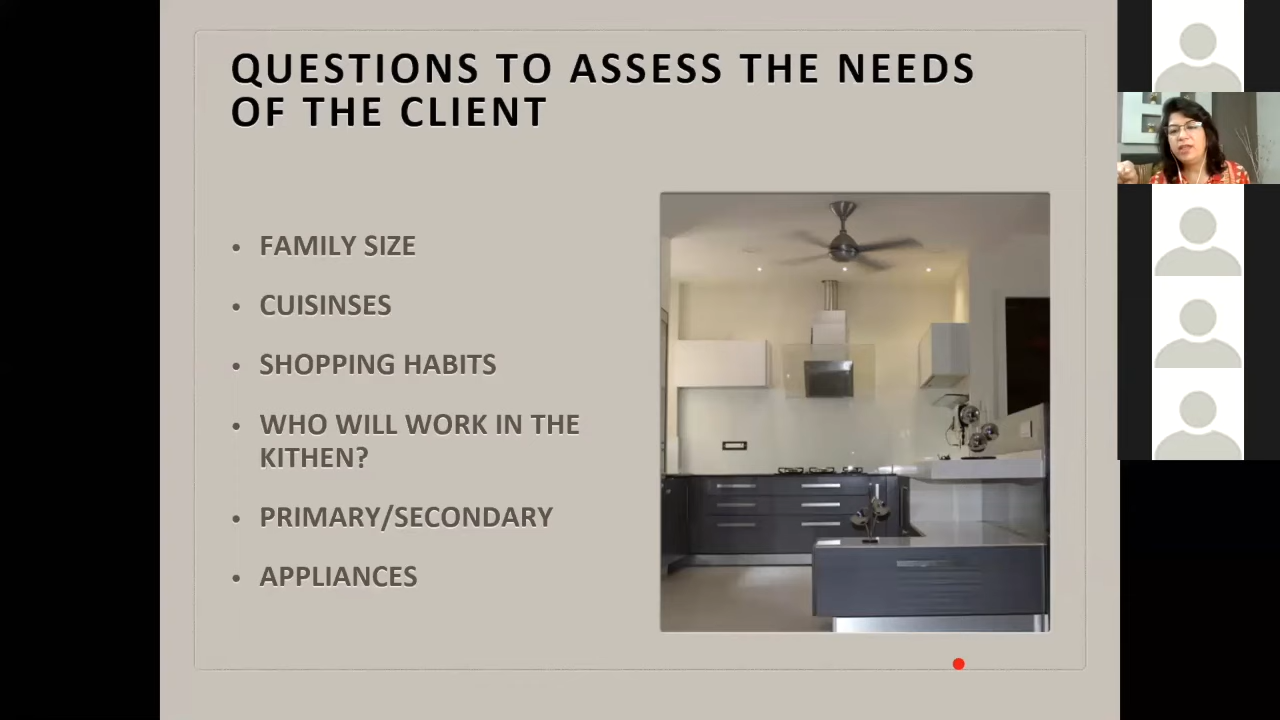 QUESTIONS TO ASSESS THE NEEDS
OF THE CLIENT
• FAMILY SIZE
• CUISINSES
• SHOPPING HABITS
• WHO WILL WORK IN THE
KITHEN?
• PRIMARY/SECONDARY
• APPLIANCES